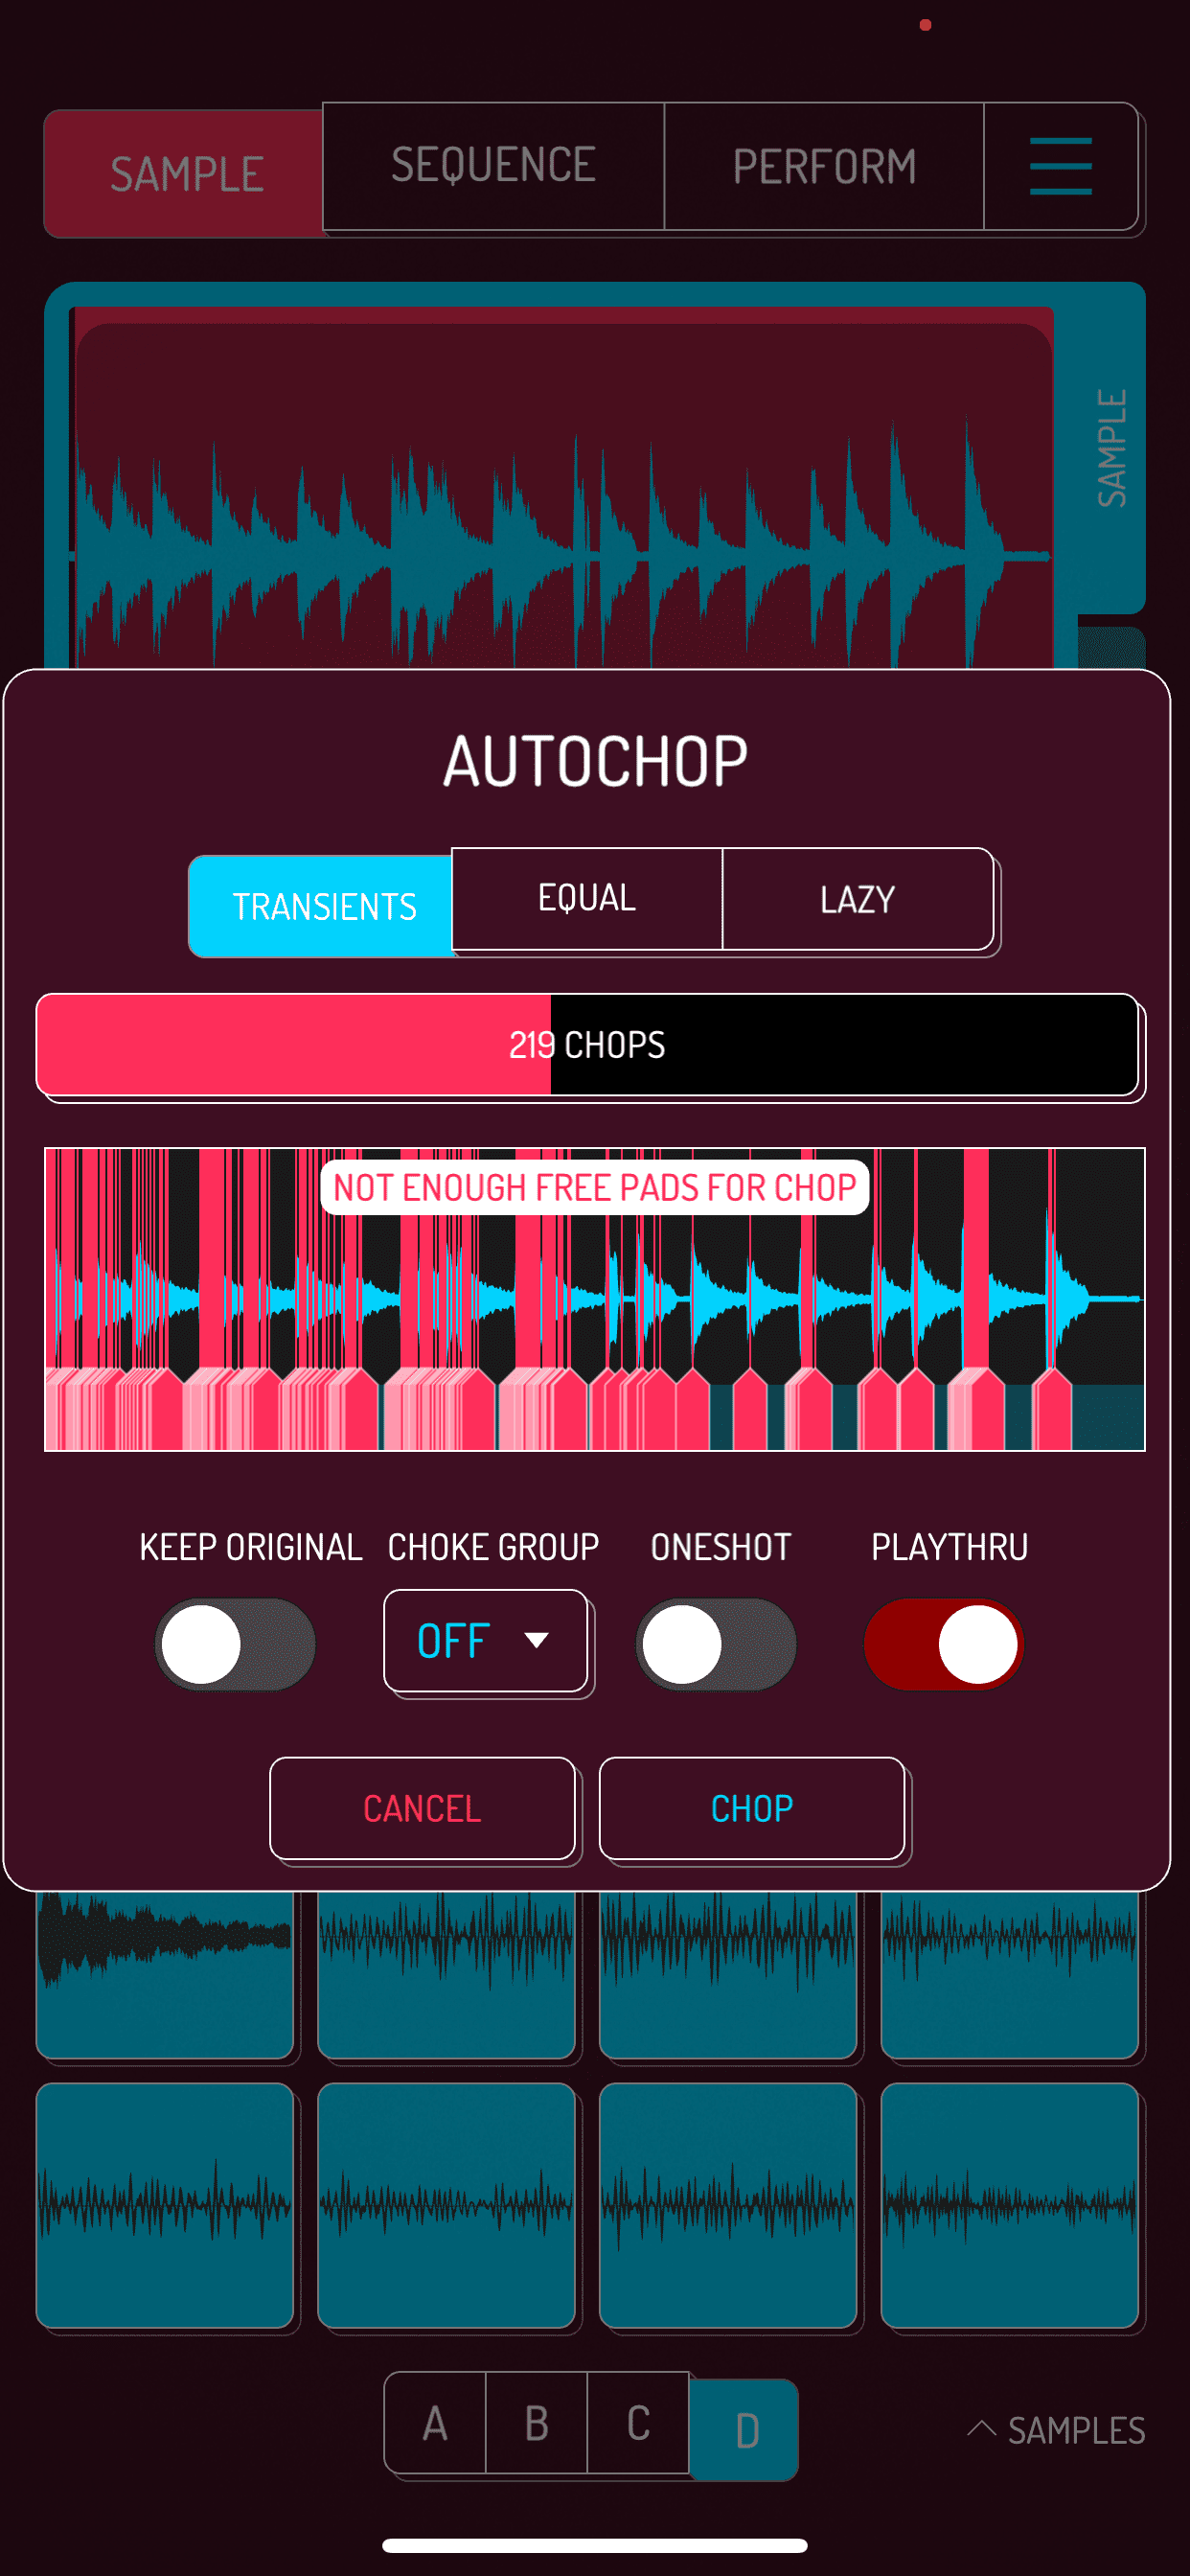 SAMPLE SEQUENCE PERFORM
SAMPLE
AUTOCHOP
TRANSIENTS EQUAL LAZY
219 CHOPS
NOT ENOUGH FREE PADS FOR CHOP
KEEP ORIGINAL CHOKE GROUP ONESHOT PLAYTHRU
OFF
CANCEL CHOP
A B C D SAMPLES